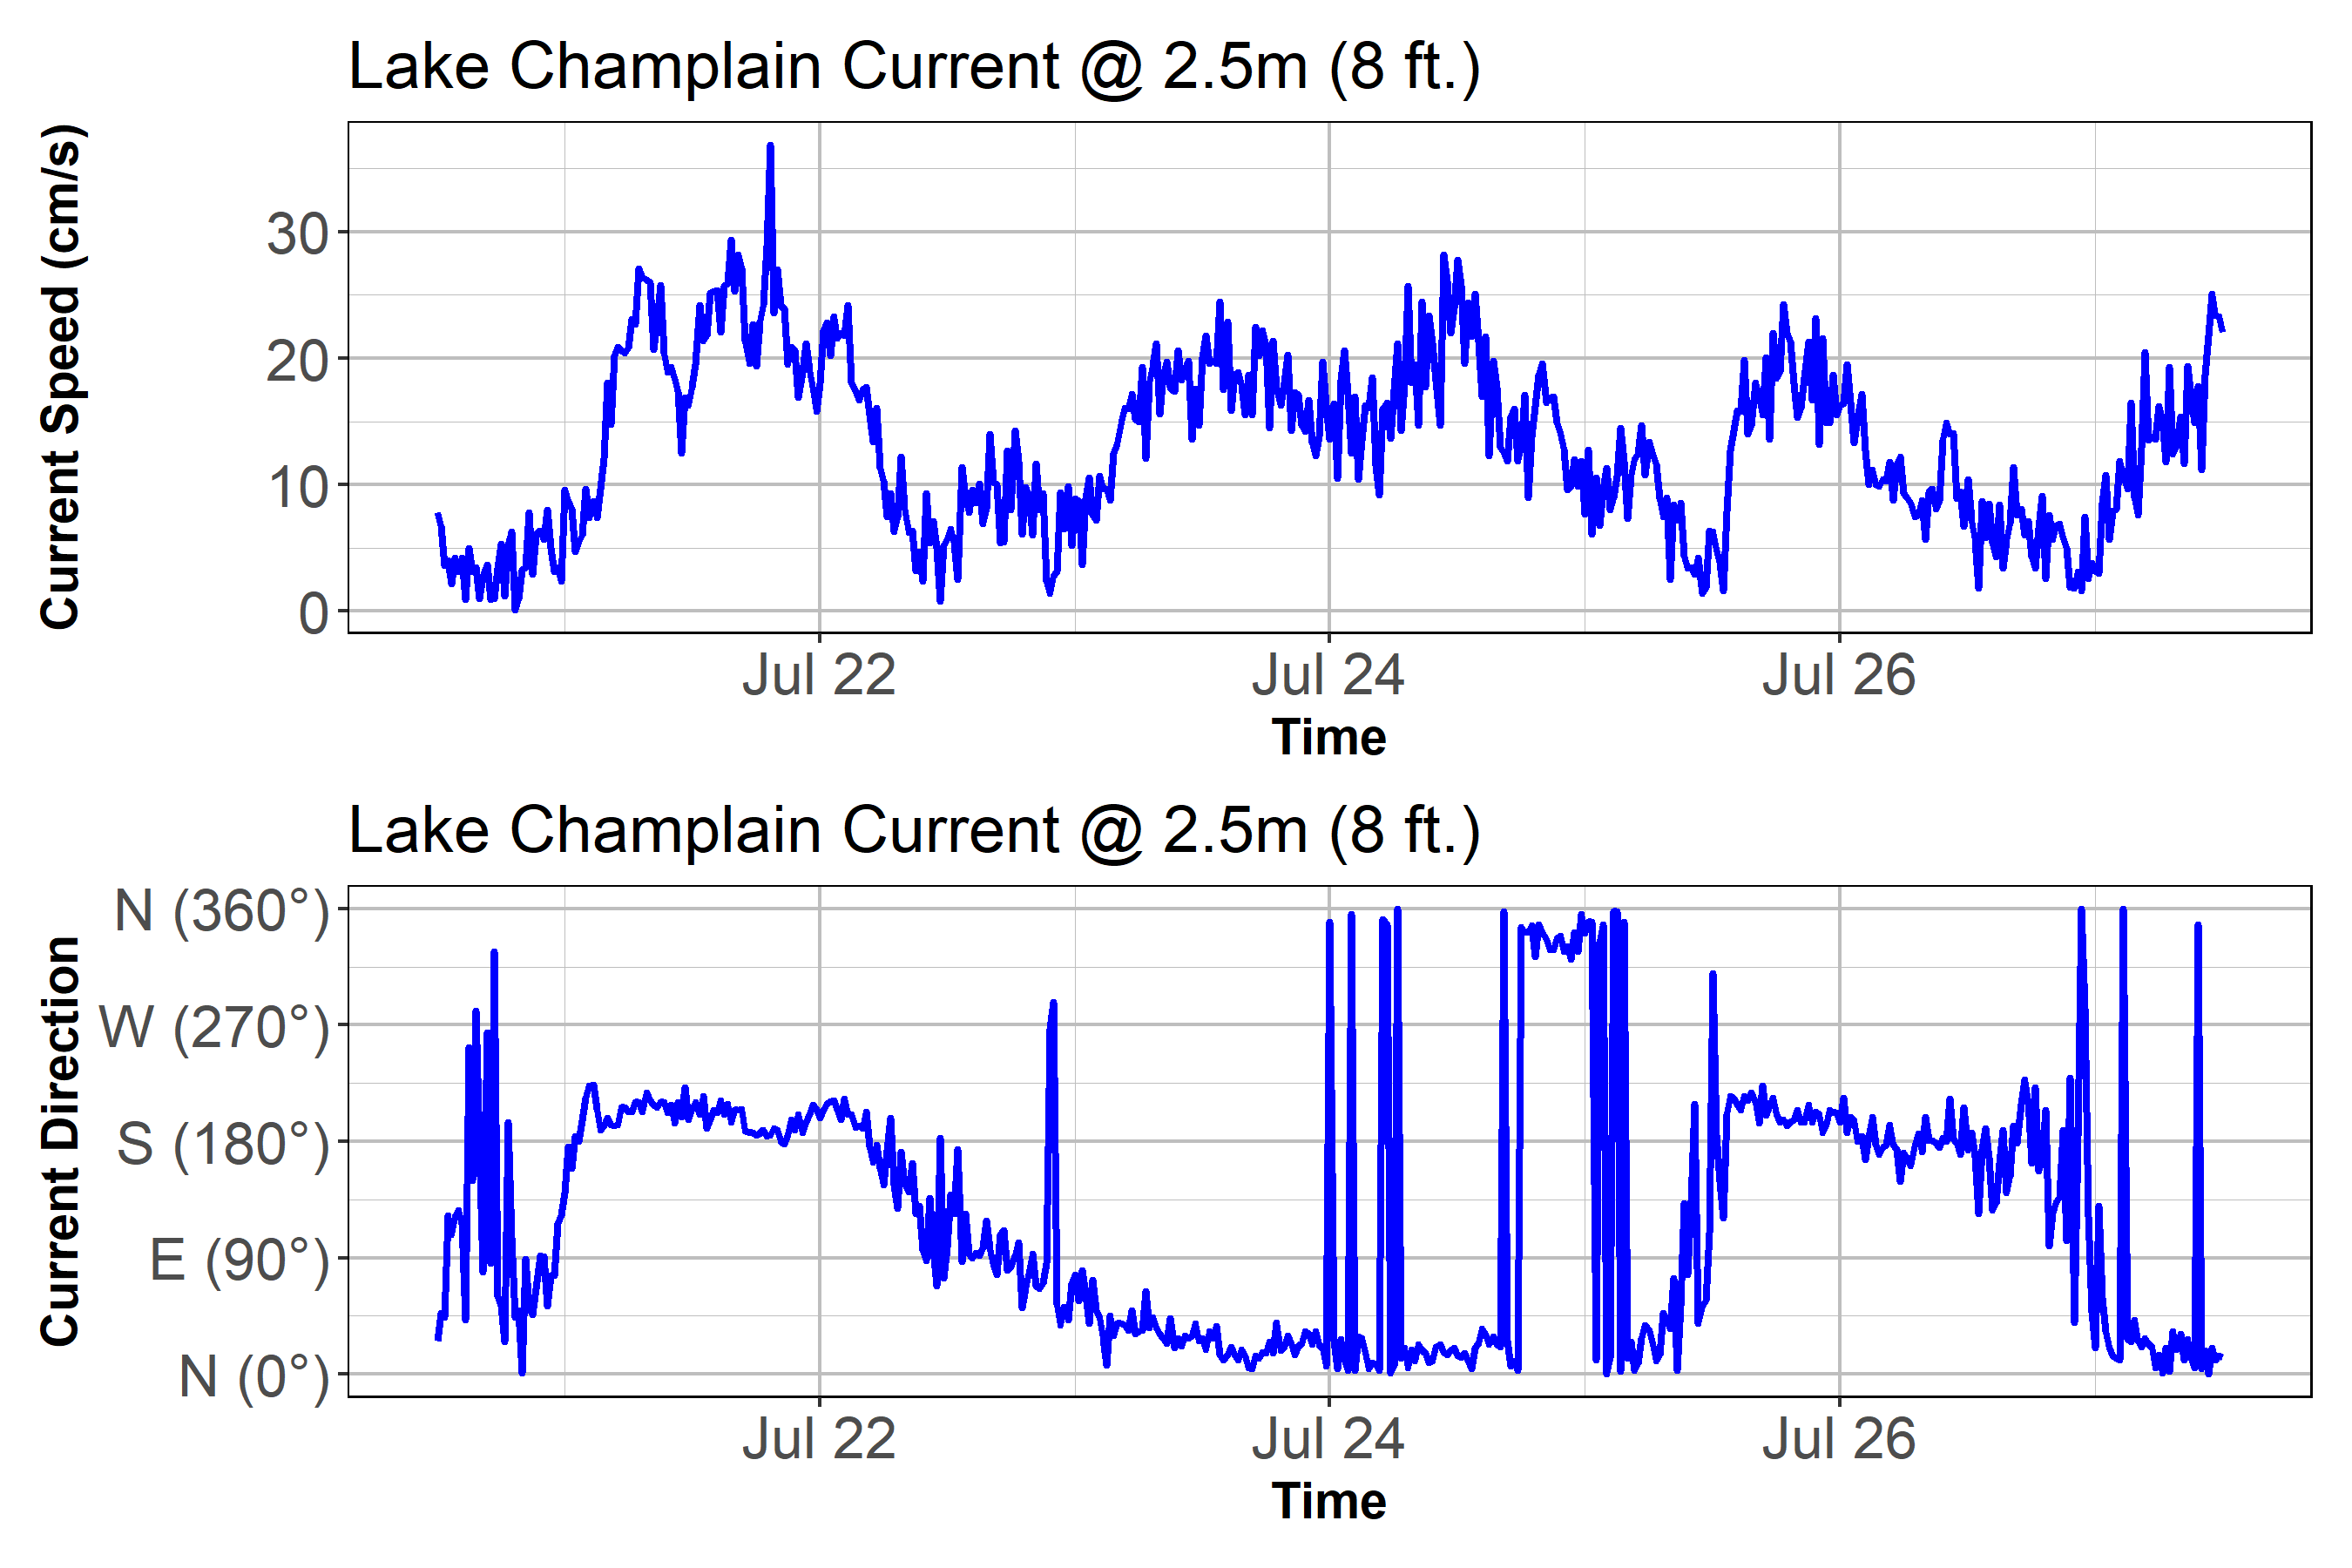 Lake Champlain Current @ 2.5m (8 ft.)
Current Speed (cm/s)
30
20
10
0
Jul 22 Jul 24 Jul 26
Time
Lake Champlain Current @ 2.5m (8 ft.)
Current Direction
N (360°)
W (270°)
S (180°)
E (90°)
N (0°)
Jul 22 Jul 24 Jul 26
Time